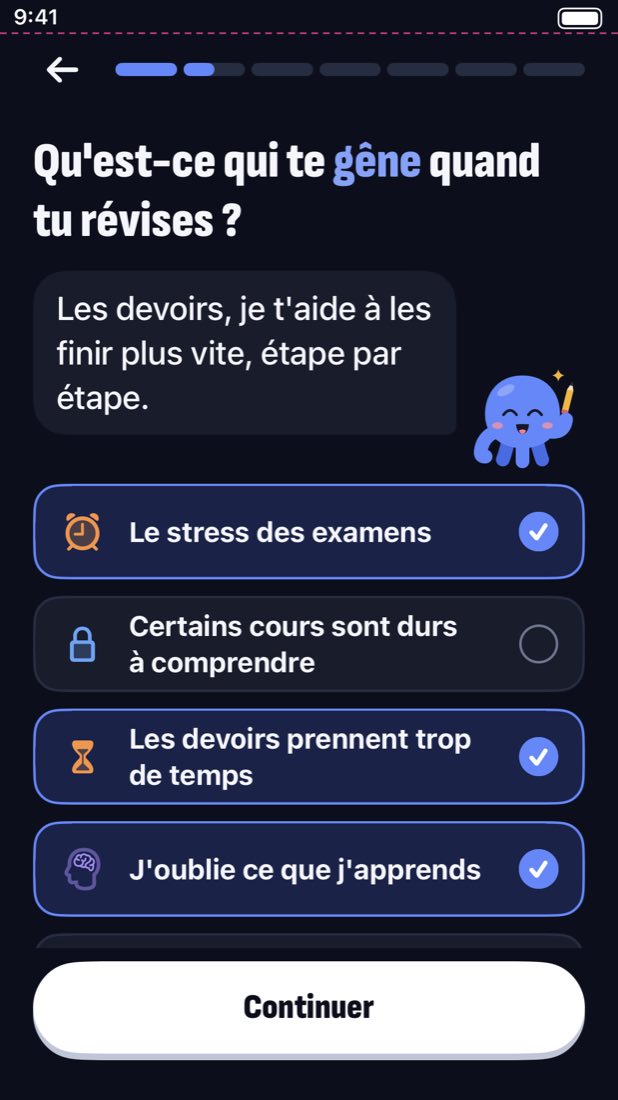 9:41
Qu'est-ce qui te gêne quand
tu révises ?
Les devoirs, je t'aide à les
finir plus vite, étape par
étape.
Le stress des examens
Certains cours sont durs
à comprendre
Les devoirs prennent trop
de temps
J'oublie ce que j'apprends
Continuer